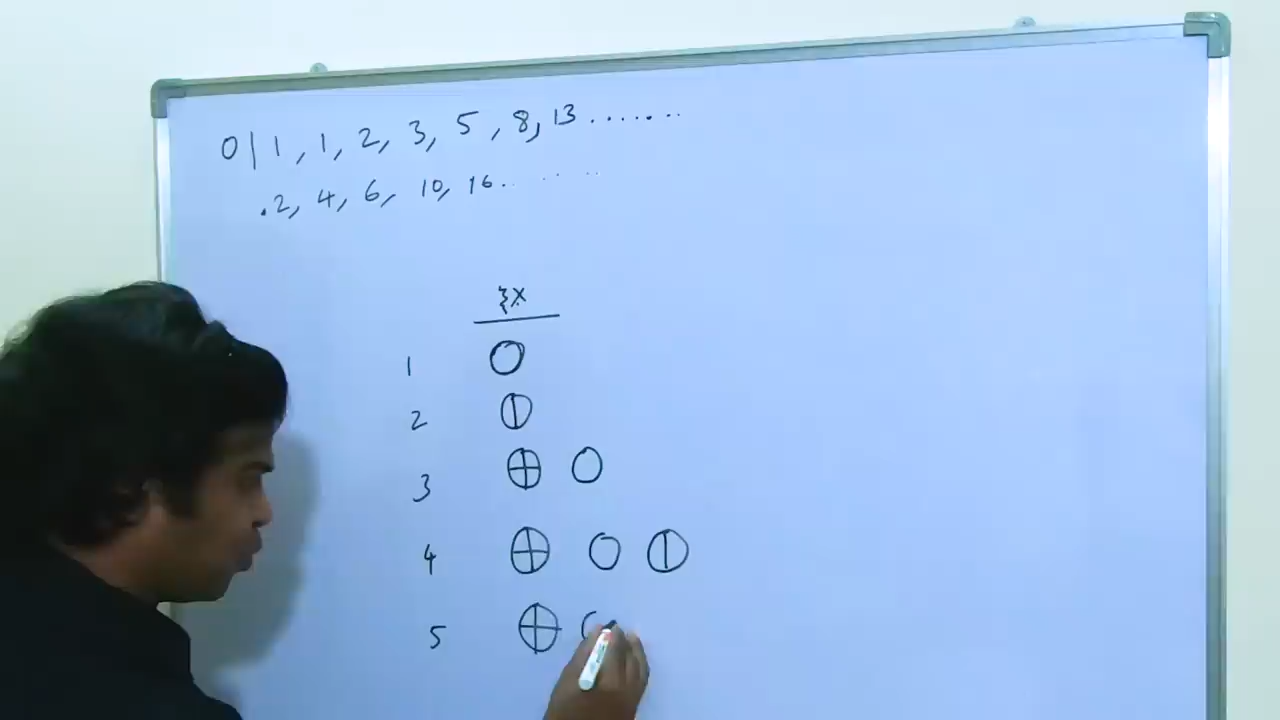 0 | 1, 1, 2, 3, 5, 8, 13.......
.2, 4, 6, 10, 16.. . . ..
1
2
3
4
5